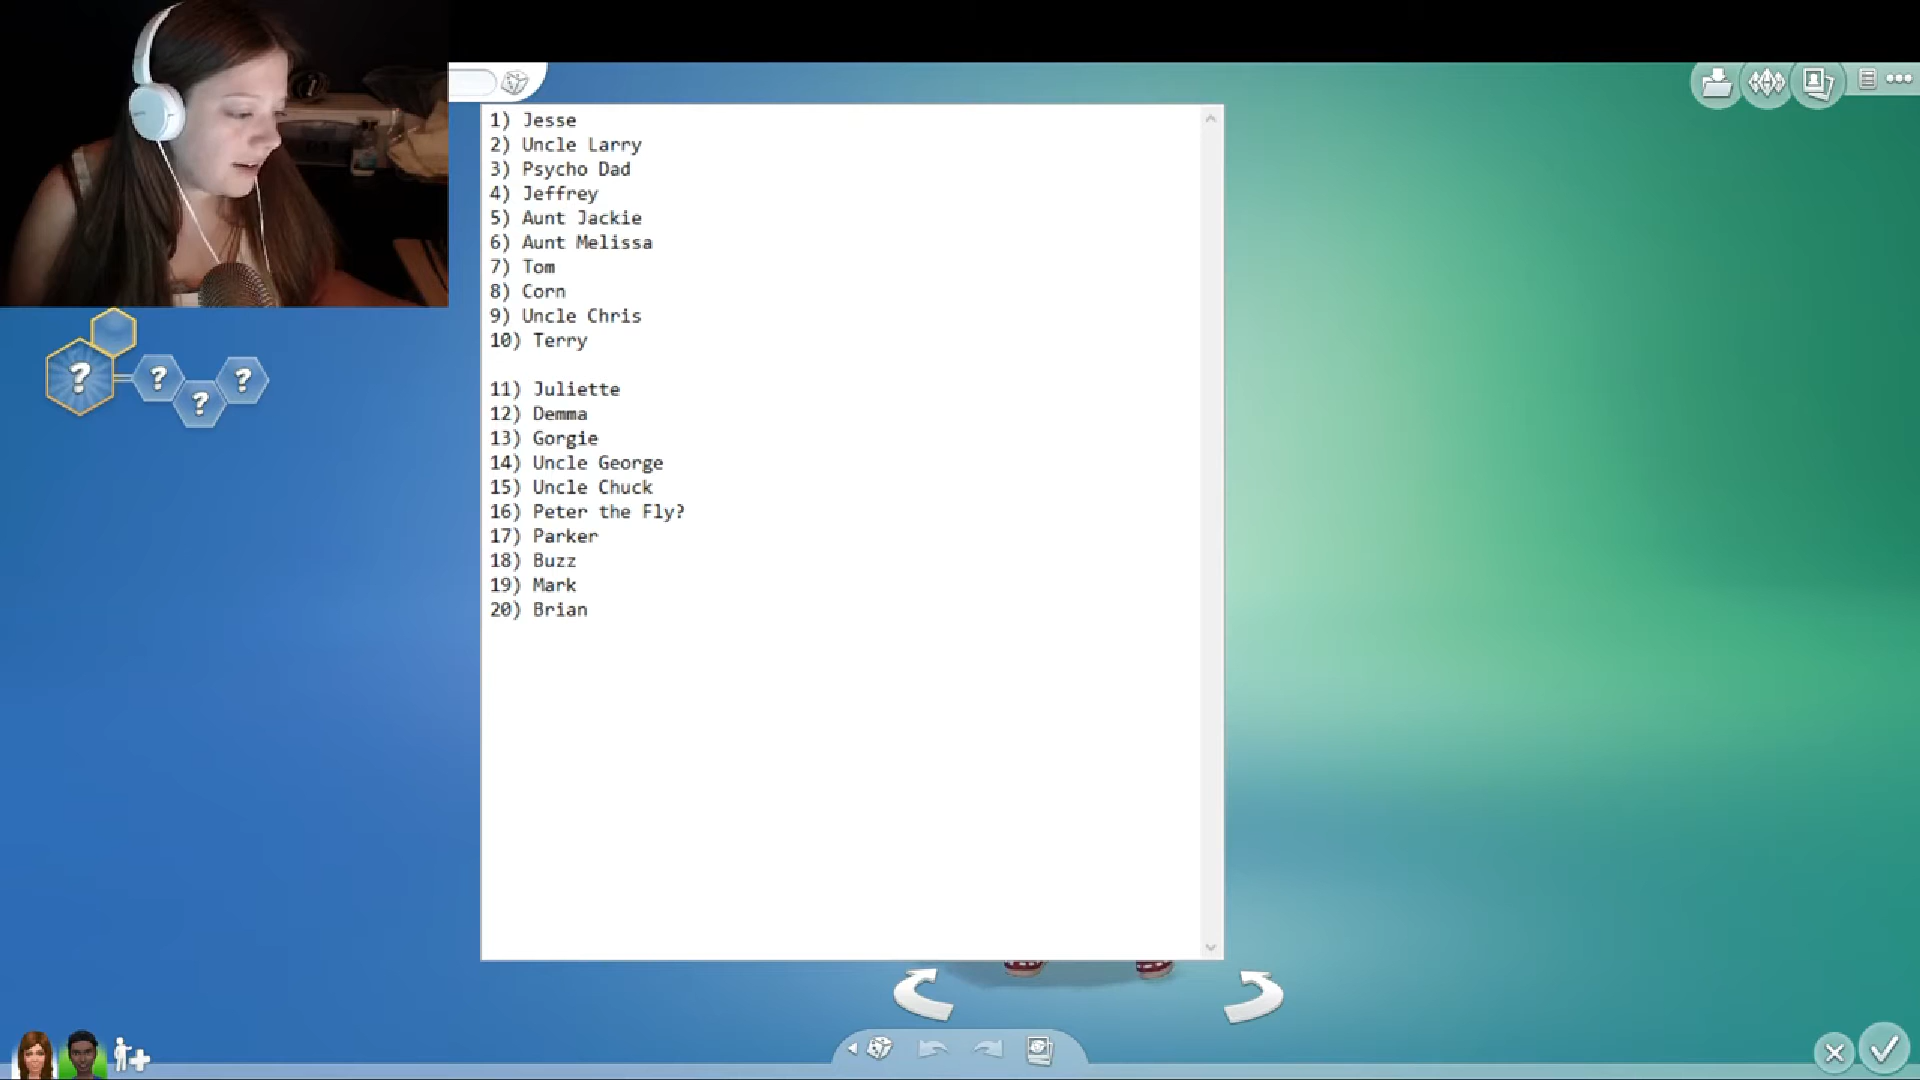 1) Jesse
2) Uncle Larry
3) Psycho Dad
4) Jeffrey
5) Aunt Jackie
6) Aunt Melissa
7) Tom
8) Corn
9) Uncle Chris
10) Terry
11) Juliette
12) Demma
13) Gorgie
14) Uncle George
15) Uncle Chuck
16) Peter the Fly?
17) Parker
18) Buzz
19) Mark
20) Brian
? ? ? ?